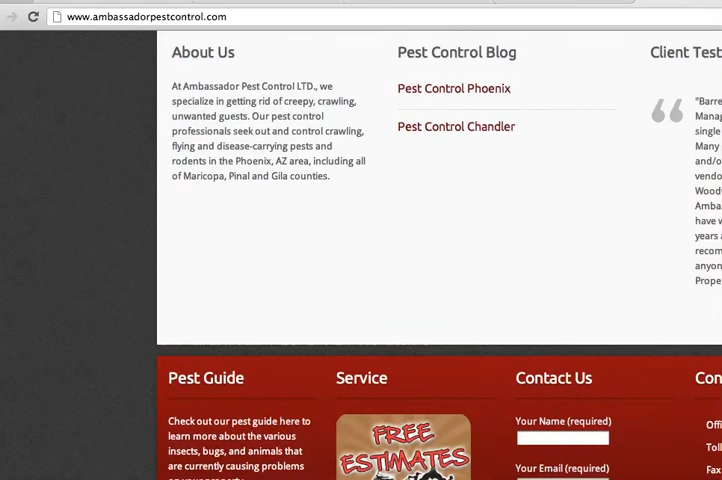 www.ambassadorpestcontrol.com
About Us
At Ambassador Pest Control LTD., we
specialize in getting rid of creepy, crawling,
unwanted guests. Our pest control
professionals seek out and control crawling,
flying and disease-carrying pests and
rodents in the Phoenix, AZ area, including all
of Maricopa, Pinal and Gila counties.
Pest Control Blog
Pest Control Phoenix
Pest Control Chandler
Client Test
"Barre
Manag
single
Many
and/o
vendo
Woodw
Amba
have w
years a
recom
anyon
Prope
Pest Guide
Check out our pest guide here to
learn more about the various
insects, bugs, and animals that
are currently causing problems
Service
FREE
ESTIMATES
Contact Us
Your Name (required)
Your Email (required)
Con
Offi
Toll
Fax